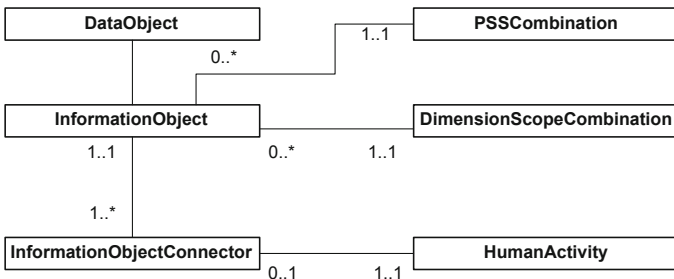 DataObject
PSSCombination
0..*
1..1
InformationObject
DimensionScopeCombination
1..1
0..*
1..1
1..*
InformationObjectConnector
HumanActivity
0..1
1..1